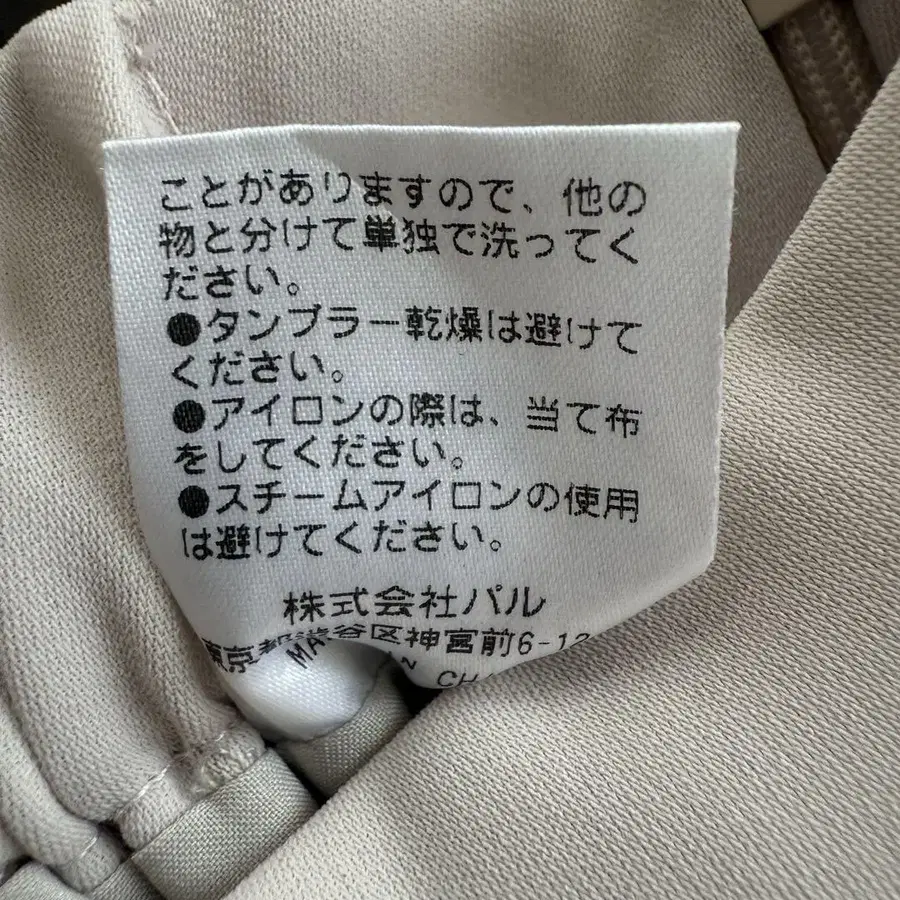 ことがありますので、他の
物と分けて単独で洗ってく
ださい。
●タンブラー乾燥は避けて
ください。
●アイロンの際は、当て布
をしてください。
●スチームアイロンの使用
は避けてください。
株式会社パル
東京都渋谷区神宮前6-12
MA